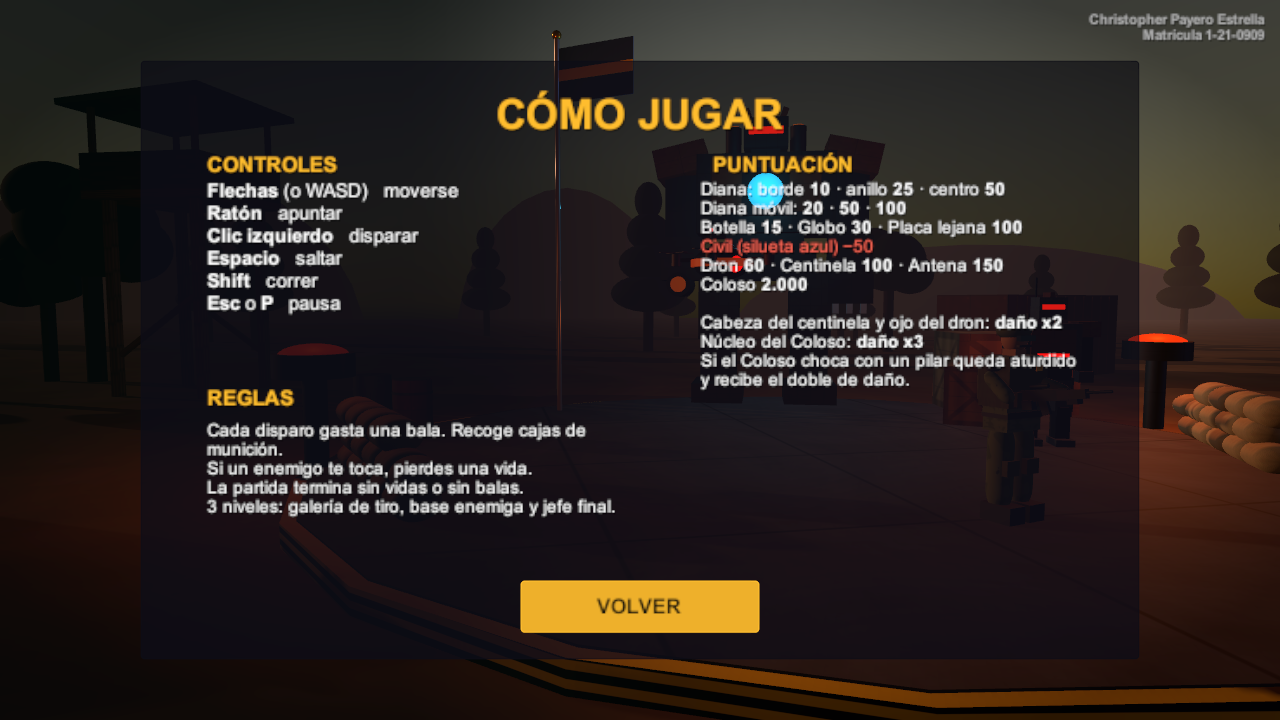 Christopher Payero Estrella
Matrícula 1-21-0909
CÓMO JUGAR
CONTROLES
Flechas (o WASD) moverse
Ratón apuntar
Clic izquierdo disparar
Espacio saltar
Shift correr
Esc o P pausa
REGLAS
Cada disparo gasta una bala. Recoge cajas de
munición.
Si un enemigo te toca, pierdes una vida.
La partida termina sin vidas o sin balas.
3 niveles: galería de tiro, base enemiga y jefe final.
PUNTUACIÓN
Diana: borde 10 · anillo 25 · centro 50
Diana móvil: 20 · 50 · 100
Botella 15 · Globo 30 · Placa lejana 100
Civil (silueta azul) −50
Dron 60 · Centinela 100 · Antena 150
Coloso 2.000
Cabeza del centinela y ojo del dron: daño x2
Núcleo del Coloso: daño x3
Si el Coloso choca con un pilar queda aturdido
y recibe el doble de daño.
VOLVER